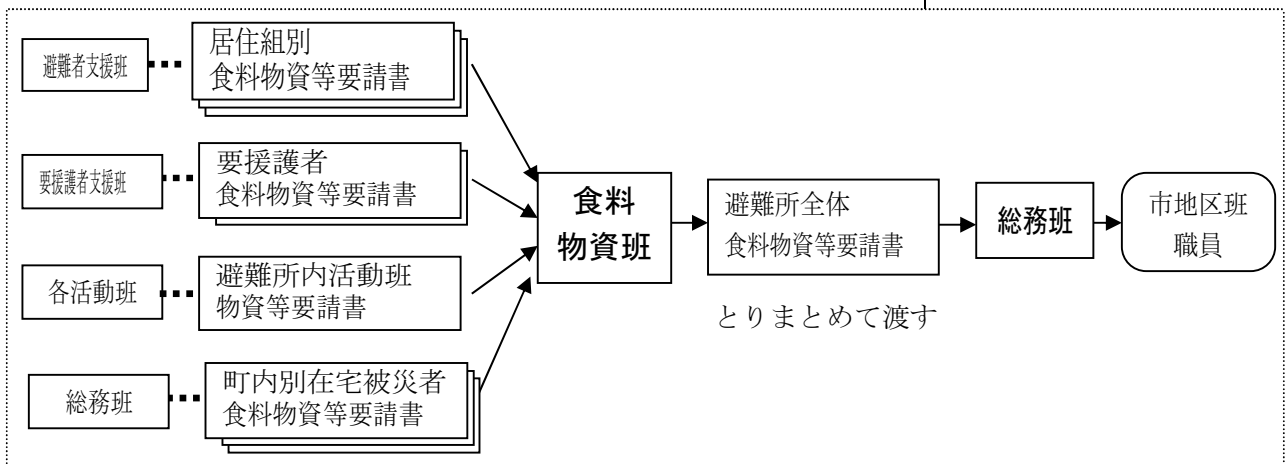 避難者支援班
居住組別
食料物資等要請書
要援護者支援班
要援護者
食料物資等要請書
各活動班
避難所内活動班
物資等要請書
総務班
町内別在宅被災者
食料物資等要請書
食料
物資班
避難所全体
食料物資等要請書
とりまとめて渡す
総務班
市地区班
職員